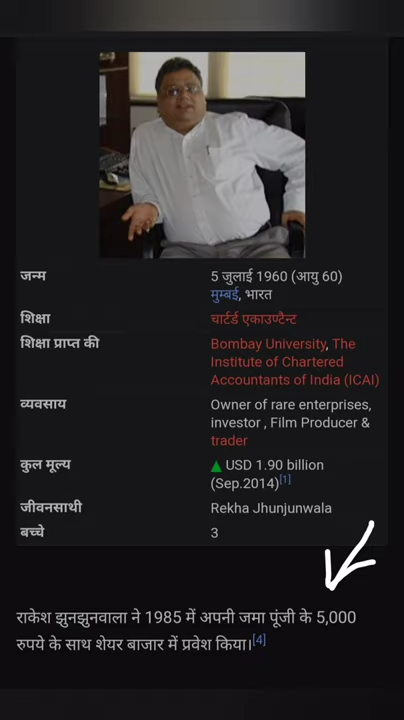 जन्म 5 जुलाई 1960 (आयु 60)
मुम्बई, भारत
शिक्षा चार्टर्ड एकाउण्टैन्ट
शिक्षा प्राप्त की Bombay University, The
Institute of Chartered
Accountants of India (ICAI)
व्यवसाय Owner of rare enterprises,
investor , Film Producer &
trader
कुल मूल्य ▲ USD 1.90 billion
(Sep.2014)[1]
जीवनसाथी Rekha Jhunjunwala
बच्चे 3
राकेश झुनझुनवाला ने 1985 में अपनी जमा पूंजी के 5,000
रुपये के साथ शेयर बाजार में प्रवेश किया।[4]